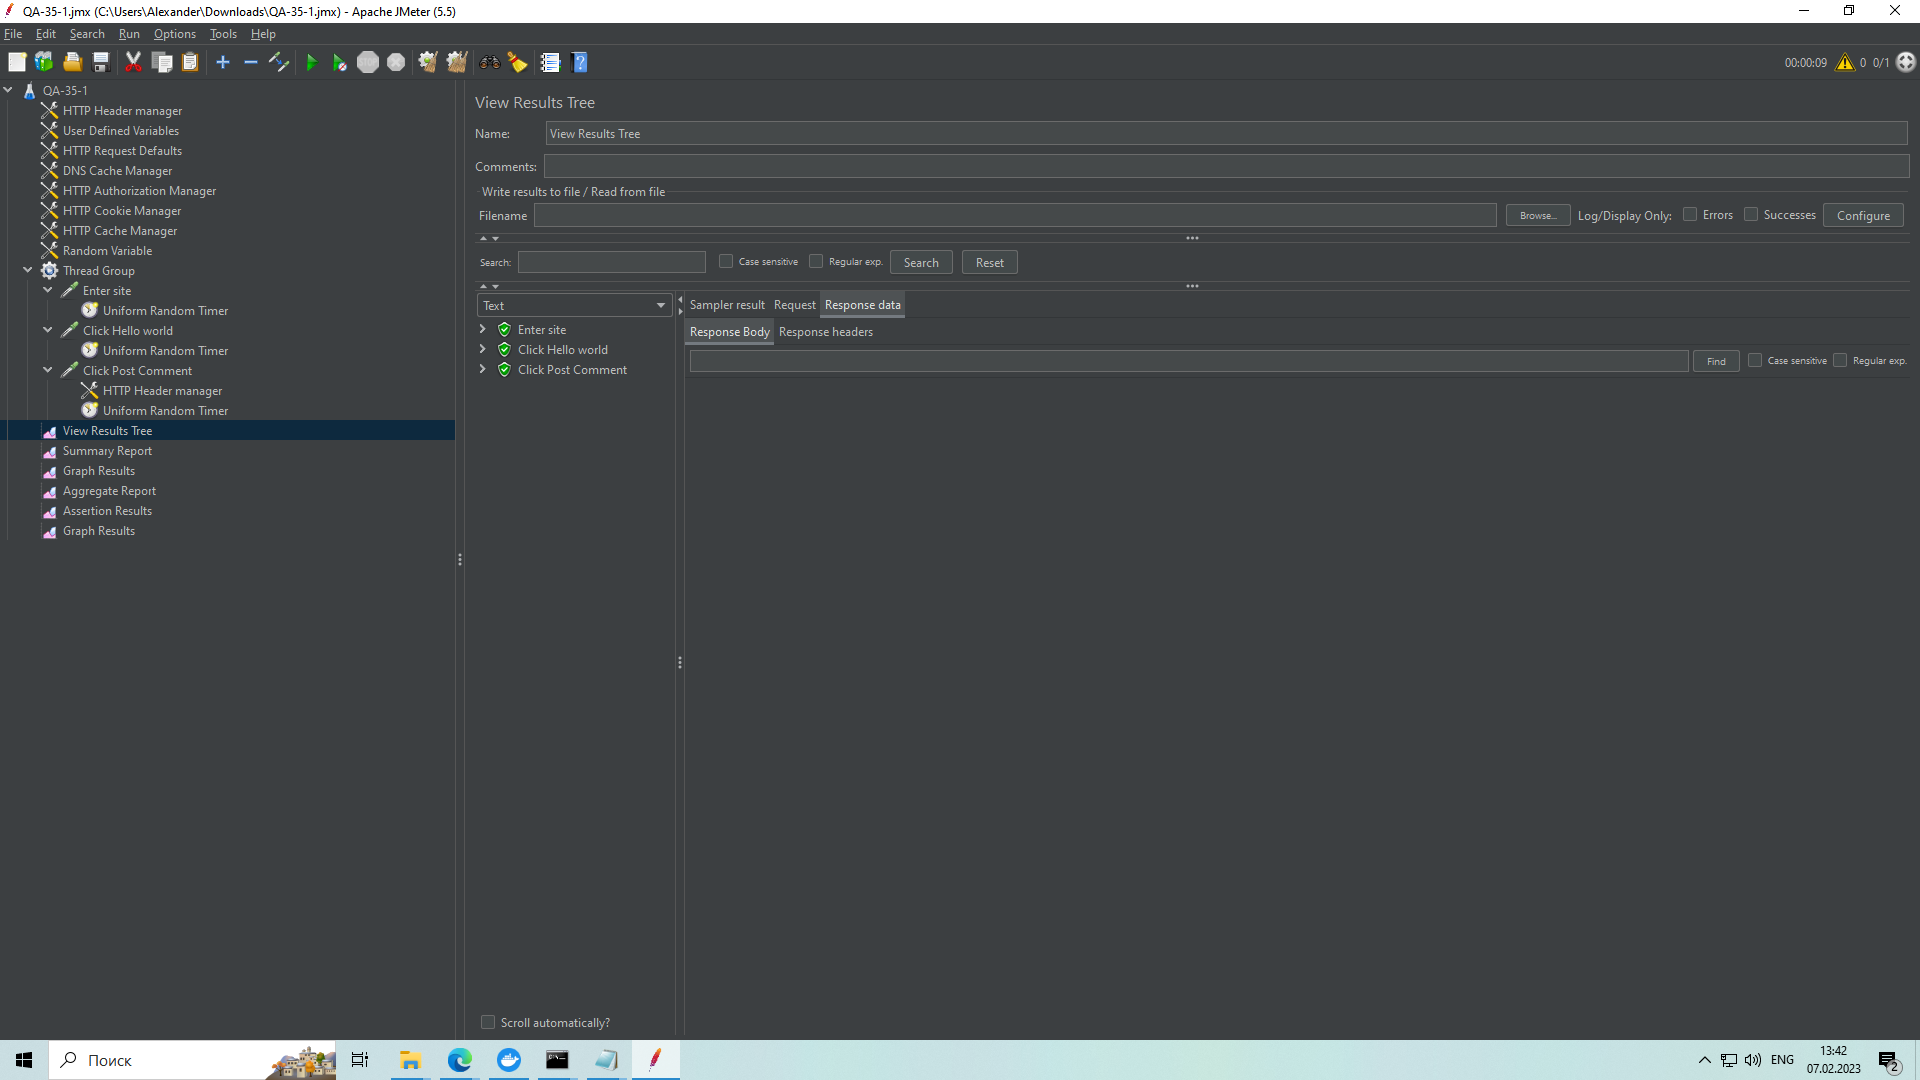 QA-35-1.jmx (C:\Users\Alexander\Downloads\QA-35-1.jmx) - Apache JMeter (5.5)
File Edit Search Run Options Tools Help
00:00:09 0 0/1
QA-35-1
HTTP Header manager
User Defined Variables
HTTP Request Defaults
DNS Cache Manager
HTTP Authorization Manager
HTTP Cookie Manager
HTTP Cache Manager
Random Variable
Thread Group
Enter site
Uniform Random Timer
Click Hello world
Uniform Random Timer
Click Post Comment
HTTP Header manager
Uniform Random Timer
View Results Tree
Summary Report
Graph Results
Aggregate Report
Assertion Results
Graph Results
View Results Tree
Name: View Results Tree
Comments:
Write results to file / Read from file
Filename Browse... Log/Display Only: Errors Successes Configure
Search: Case sensitive Regular exp. Search Reset
Text
Enter site
Click Hello world
Click Post Comment
Scroll automatically?
Sampler result Request Response data
Response Body Response headers
Find Case sensitive Regular exp.
Поиск
ENG
13:42
07.02.2023
2